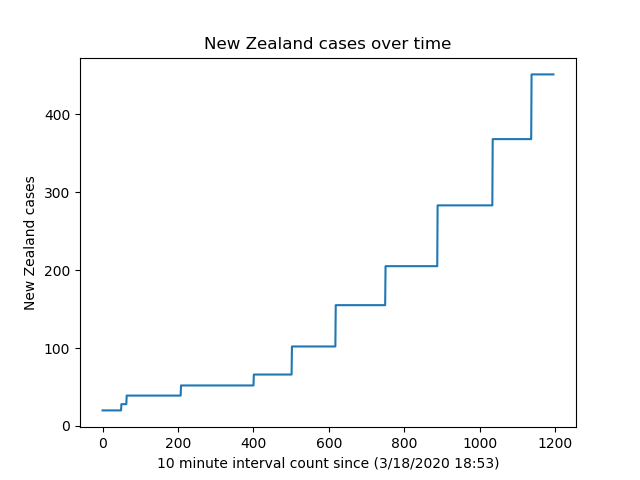 New Zealand cases over time
New Zealand cases
400
300
200
100
0
0 200 400 600 800 1000 1200
10 minute interval count since (3/18/2020 18:53)